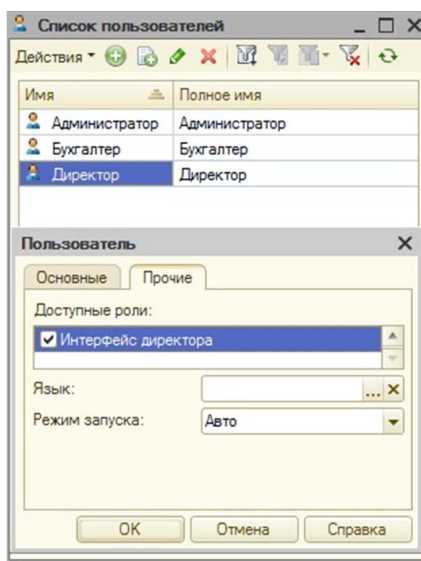 Список пользователей
Действия
Имя Полное имя
Администратор Администратор
Бухгалтер Бухгалтер
Директор Директор
Пользователь
Основные Прочие
Доступные роли:
Интерфейс директора
Язык: ...
Режим запуска: Авто
OK Отмена Справка